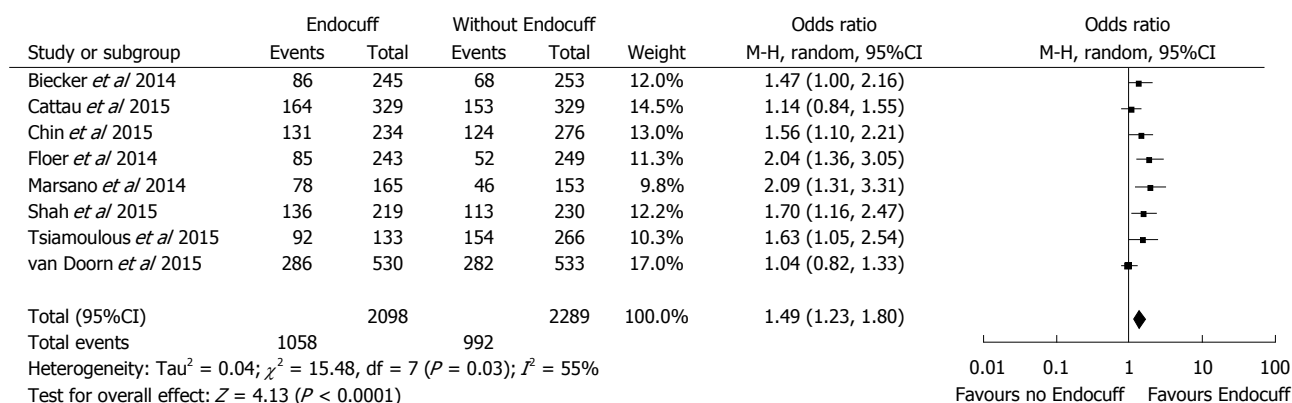 Endocuff Without Endocuff Odds ratio Odds ratio
Study or subgroup Events Total Events Total Weight M-H, random, 95%CI M-H, random, 95%CI
Biecker et al 2014 86 245 68 253 12.0% 1.47 (1.00, 2.16)
Cattau et al 2015 164 329 153 329 14.5% 1.14 (0.84, 1.55)
Chin et al 2015 131 234 124 276 13.0% 1.56 (1.10, 2.21)
Floer et al 2014 85 243 52 249 11.3% 2.04 (1.36, 3.05)
Marsano et al 2014 78 165 46 153 9.8% 2.09 (1.31, 3.31)
Shah et al 2015 136 219 113 230 12.2% 1.70 (1.16, 2.47)
Tsiamoulous et al 2015 92 133 154 266 10.3% 1.63 (1.05, 2.54)
van Doorn et al 2015 286 530 282 533 17.0% 1.04 (0.82, 1.33)
Total (95%CI) 2098 2289 100.0% 1.49 (1.23, 1.80)
Total events 1058 992
Heterogeneity: Tau² = 0.04; χ² = 15.48, df = 7 (P = 0.03); I² = 55%
Test for overall effect: Z = 4.13 (P < 0.0001)
0.01 0.1 1 10 100
Favours no Endocuff Favours Endocuff